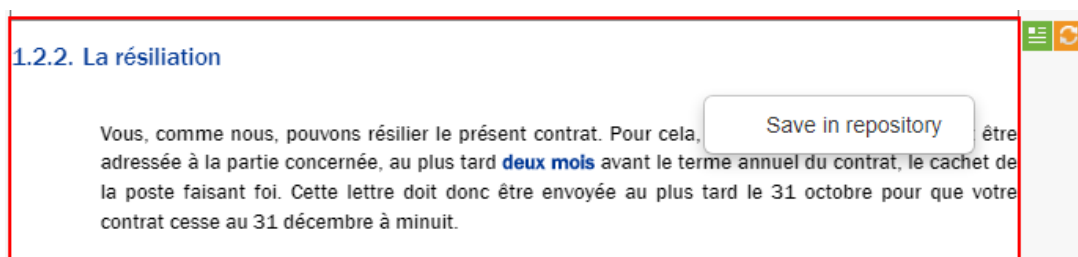 1.2.2. La résiliation
Save in repository
Vous, comme nous, pouvons résilier le présent contrat. Pour cela, être
adressée à la partie concernée, au plus tard deux mois avant le terme annuel du contrat, le cachet de
la poste faisant foi. Cette lettre doit donc être envoyée au plus tard le 31 octobre pour que votre
contrat cesse au 31 décembre à minuit.